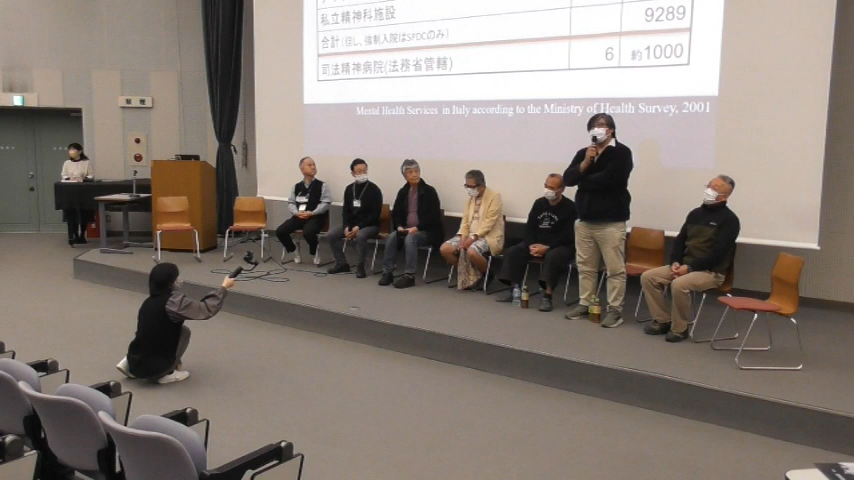 私立精神科施設 9289
合計(但し、強制入院はSPDCのみ)
司法精神病院(法務省管轄) 6 約1000
Mental Health Services in Italy according to the Ministry of Health Survey, 2001